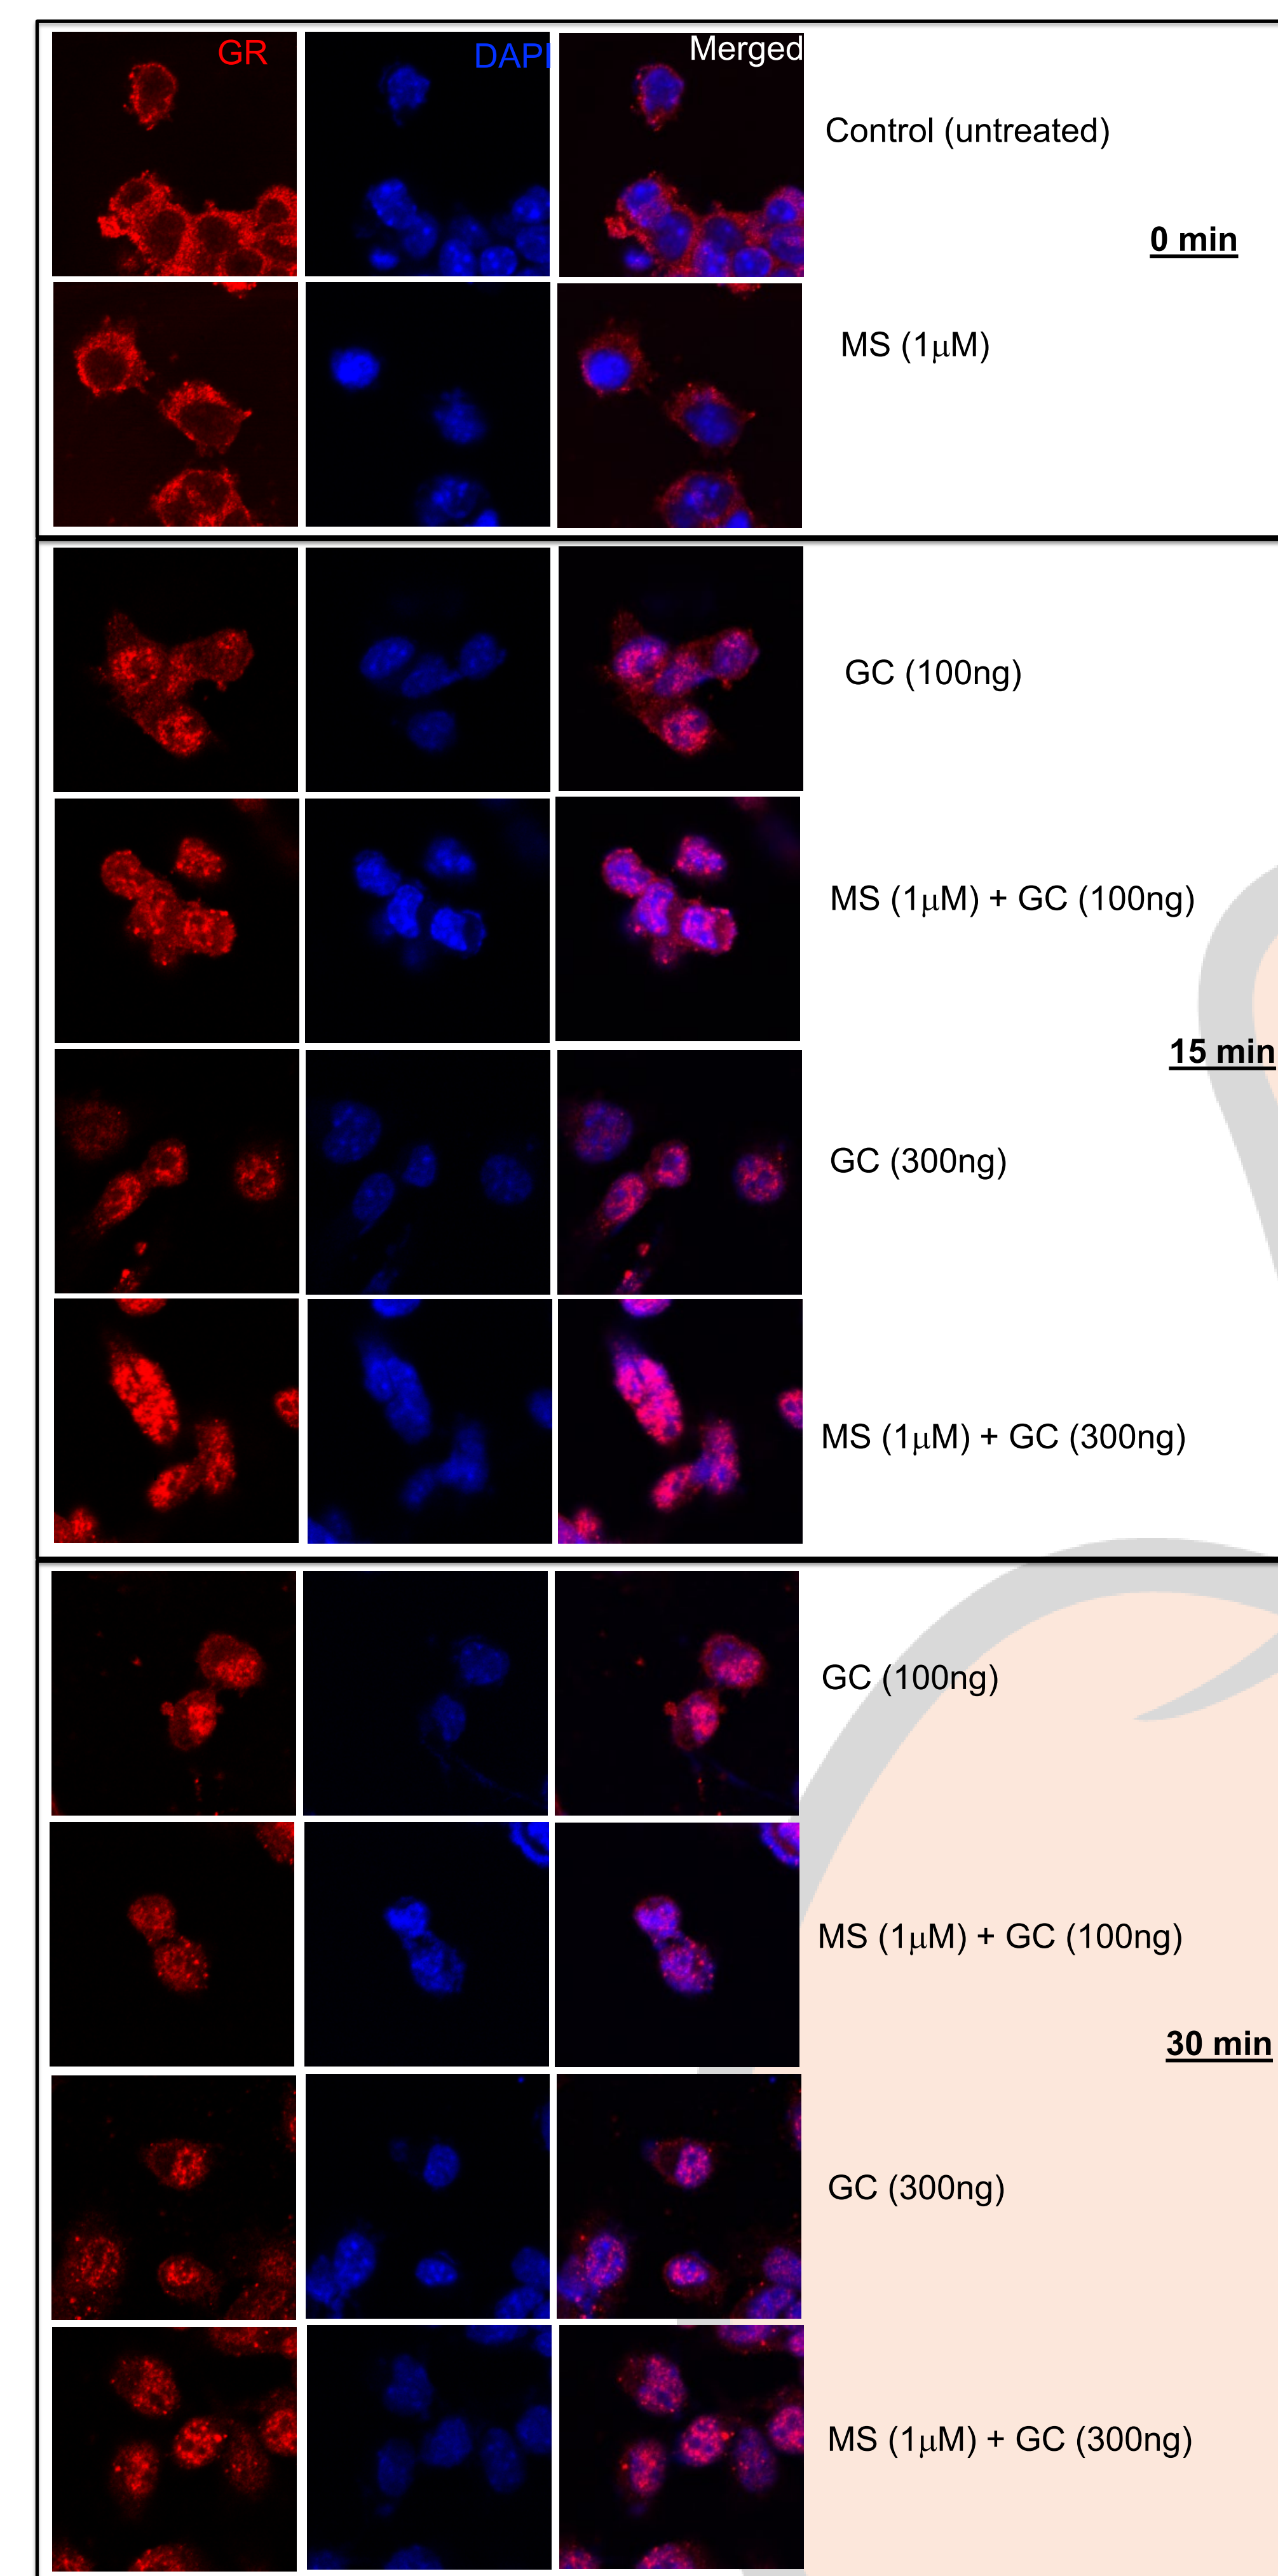 GR
DAPI
Merged
Control (untreated)
0 min
MS (1μM)
GC (100ng)
MS (1μM) + GC (100ng)
15 min
GC (300ng)
MS (1μM) + GC (300ng)
GC (100ng)
MS (1μM) + GC (100ng)
30 min
GC (300ng)
MS (1μM) + GC (300ng)